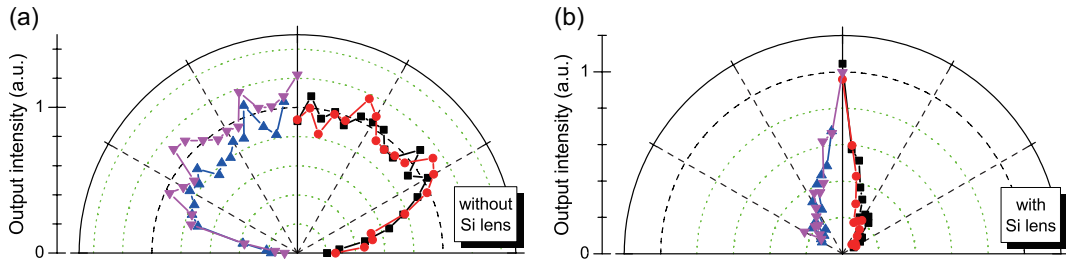 (a)
Output intensity (a.u.)
1
0
without
Si lens
(b)
Output intensity (a.u.)
1
0
with
Si lens